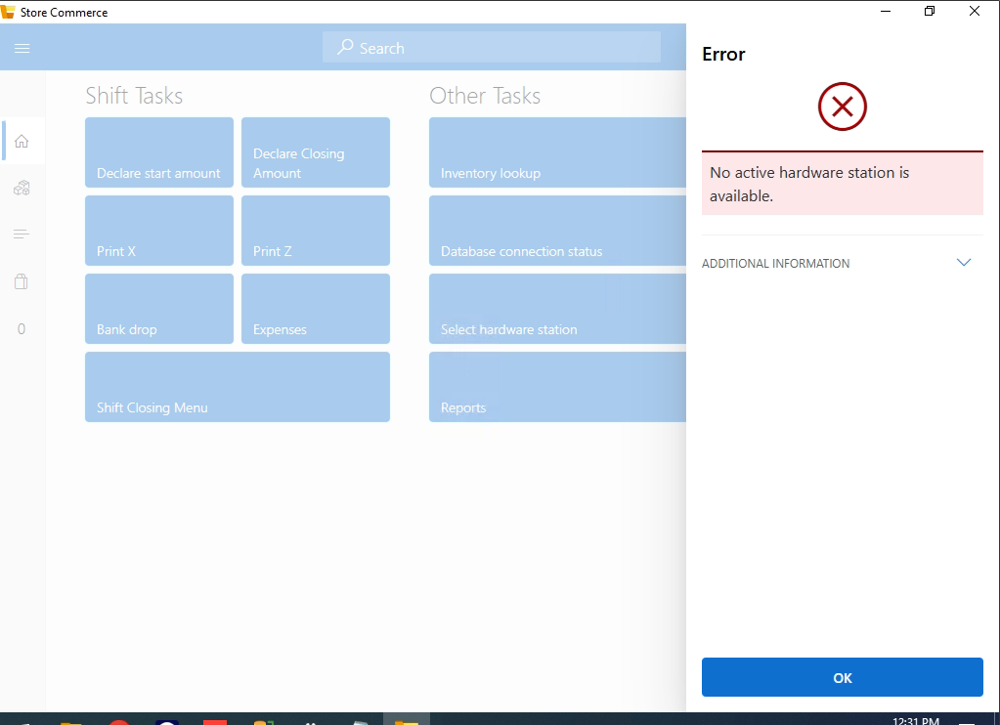 Store Commerce
Search
Shift Tasks
Other Tasks
Declare start amount
Declare Closing
Amount
Inventory lookup
Print X
Print Z
Database connection status
Bank drop
Expenses
Select hardware station
Shift Closing Menu
Reports
0
Error
No active hardware station is
available.
ADDITIONAL INFORMATION
OK
12:31 PM